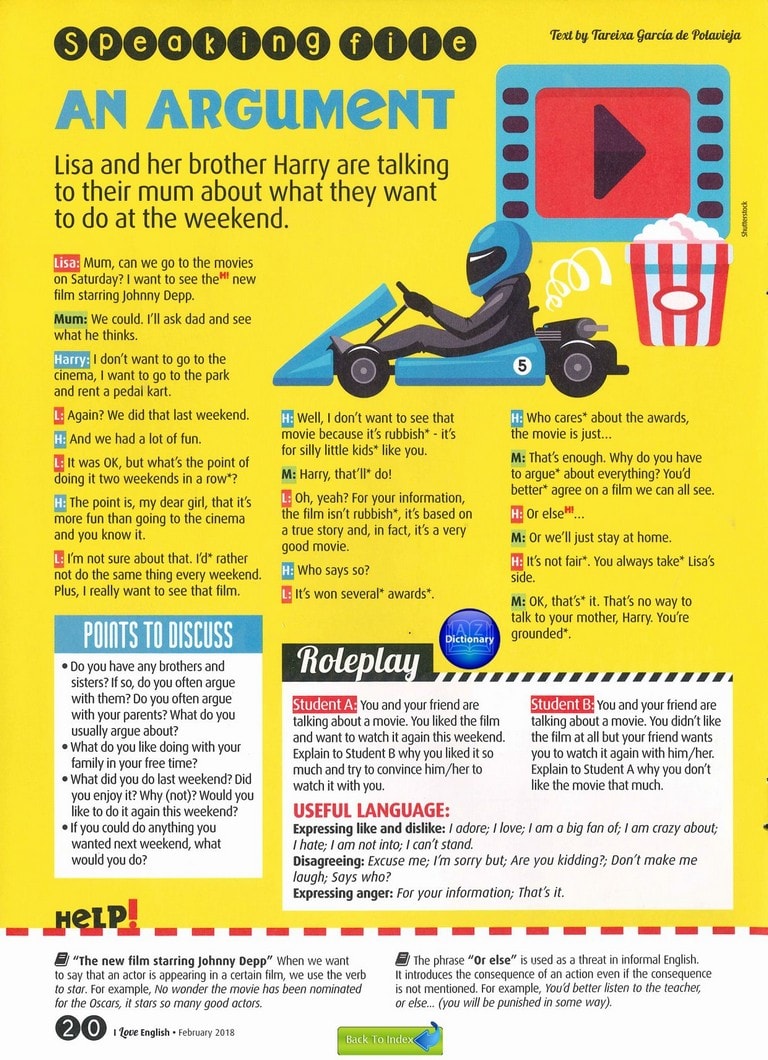 Speaking file
Text by Tareixa García de Polavieja
AN ARGUMENT
Lisa and her brother Harry are talking
to their mum about what they want
to do at the weekend.
Shutterstock
Lisa: Mum, can we go to the movies
on Saturday? I want to see the H! new
film starring Johnny Depp.
Mum: We could. I'll ask dad and see
what he thinks.
Harry: I don't want to go to the
cinema, I want to go to the park
and rent a pedal kart.
L: Again? We did that last weekend.
H: And we had a lot of fun.
L: It was OK, but what's the point of
doing it two weekends in a row*?
H: The point is, my dear girl, that it's
more fun than going to the cinema
and you know it.
L: I'm not sure about that. I'd* rather
not do the same thing every weekend.
Plus, I really want to see that film.
5
H: Well, I don't want to see that
movie because it's rubbish* - it's
for silly little kids* like you.
M: Harry, that'll* do!
L: Oh, yeah? For your information,
the film isn't rubbish*, it's based on
a true story and, in fact, it's a very
good movie.
H: Who says so?
L: It's won several* awards*.
H: Who cares* about the awards,
the movie is just...
M: That's enough. Why do you have
to argue* about everything? You'd
better* agree on a film we can all see.
H: Or else H!...
M: Or we'll just stay at home.
H: It's not fair*. You always take* Lisa's
side.
M: OK, that's* it. That's no way to
talk to your mother, Harry. You're
grounded*.
A-Z
Dictionary
POINTS TO DISCUSS
• Do you have any brothers and
sisters? If so, do you often argue
with them? Do you often argue
with your parents? What do you
usually argue about?
• What do you like doing with your
family in your free time?
• What did you do last weekend? Did
you enjoy it? Why (not)? Would you
like to do it again this weekend?
• If you could do anything you
wanted next weekend, what
would you do?
Roleplay
Student A: You and your friend are
talking about a movie. You liked the film
and want to watch it again this weekend.
Explain to Student B why you liked it so
much and try to convince him/her to
watch it with you.
Student B: You and your friend are
talking about a movie. You didn't like
the film at all but your friend wants
you to watch it again with him/her.
Explain to Student A why you don't
like the movie that much.
USEFUL LANGUAGE:
Expressing like and dislike: I adore; I love; I am a big fan of; I am crazy about;
I hate; I am not into; I can't stand.
Disagreeing: Excuse me; I'm sorry but; Are you kidding?; Don't make me
laugh; Says who?
Expressing anger: For your information; That's it.
HELP!
"The new film starring Johnny Depp" When we want
to say that an actor is appearing in a certain film, we use the verb
to star. For example, No wonder the movie has been nominated
for the Oscars, it stars so many good actors.
The phrase "Or else" is used as a threat in informal English.
It introduces the consequence of an action even if the consequence
is not mentioned. For example, You'd better listen to the teacher,
or else... (you will be punished in some way).
20 I Love English • February 2018
Back To Index